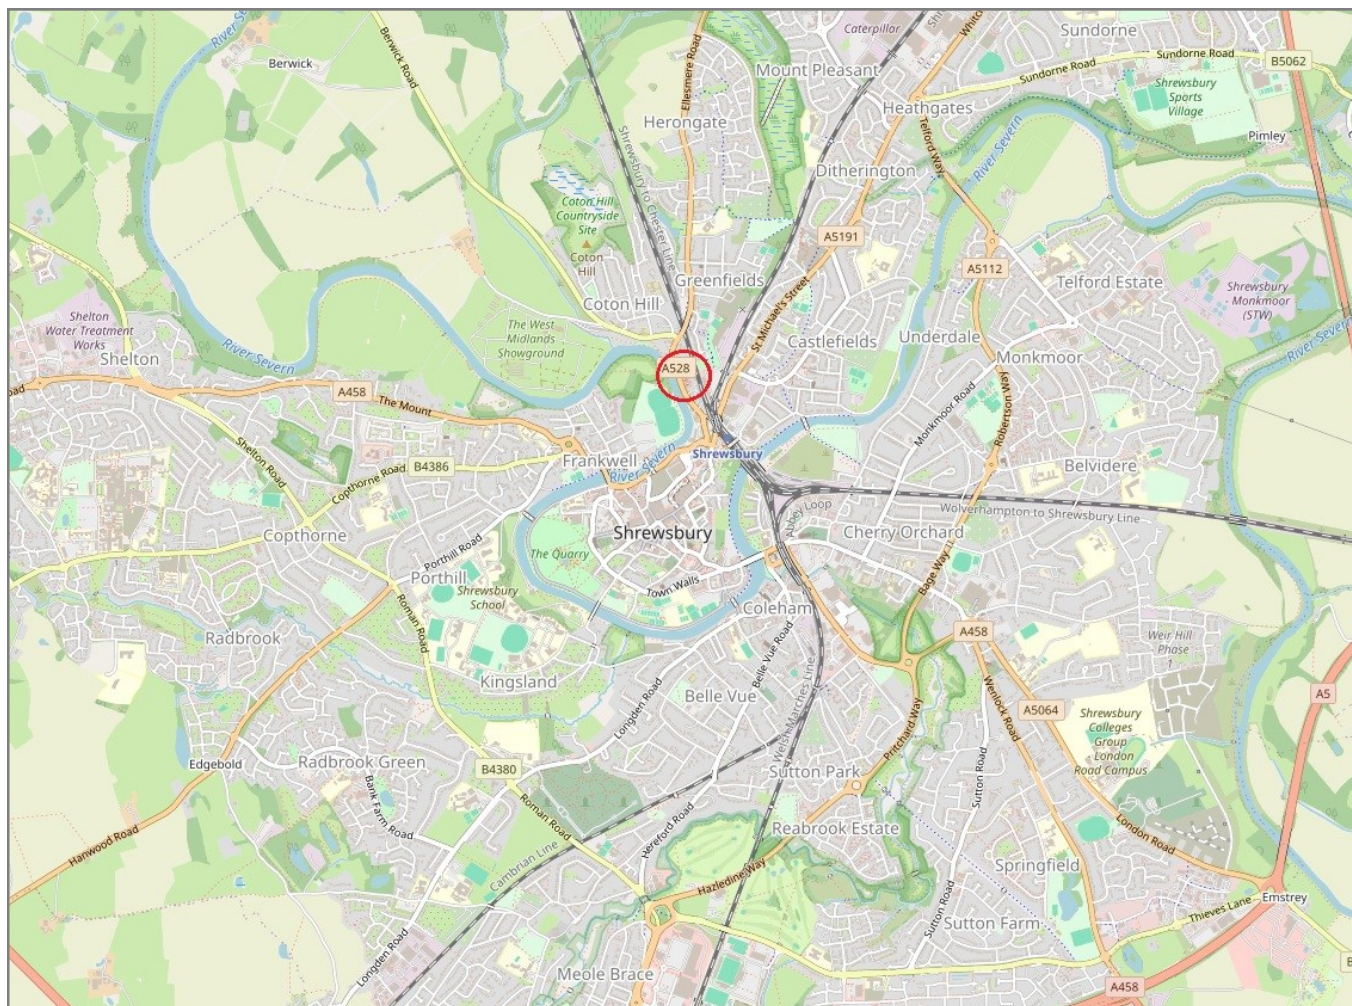 River Se
Berwick
Berwick Road
Ellesmere Road
Caterpillar
Shre
Whitch
Sundorne
Sundorne Road
B5062
Mount Pleasant
Sundorne Road
Shrewsbury
Sports
Village
Heathgates
Herongate
Telford Way
Pimley
River Severn
Shrewsbury to Chester Line
Ditherington
Coton Hill
Countryside
Site
Coton
Hill
A5191
A5112
Greenfields
Telford Estate
Shrewsbury
Monkmoor
(STW)
Coton Hill
St Michael's Street
Shelton
Water Treatment
Works
The West
Midlands
Showground
Castlefields
Underdale
Monkmoor
River Severn
Shelton
River Severn
A528
oad
A458
The Mount
Monkmoor Road
Robertson Way
Shelton Road
Copthorne Road
B4386
Frankwell
River Severn
Shrewsbury
Belvidere
Abbey Loop
Wolverhampton to Shrewsbury Line
Copthorne
Shrewsbury
Cherry Orchard
Porthill Road
The Quarry
Bage Way
Porthill
Shrewsbury
School
Town Walls
Coleham
Roman Road
Radbrook
A458
Weir Hill
Phase
1
Belle Vue Road
Kingsland
Longden Road
Belle Vue
Welsh Marches Line
Wenlock Road
A5
A5064
Pritchard Way
Shrewsbury
Colleges
Group
London
Road Campus
Edgebold
Radbrook Green
B4380
Sutton Park
Sutton Road
Bank Farm Road
Roman Road
Hereford Road
Reabrook Estate
London Road
Hanwood Road
Cambrian Line
Hazledine Way
Springfield
Sutton Road
Thieves Lane
Emstrey
Sutton Farm
Longden Road
Meole Brace
A458
B